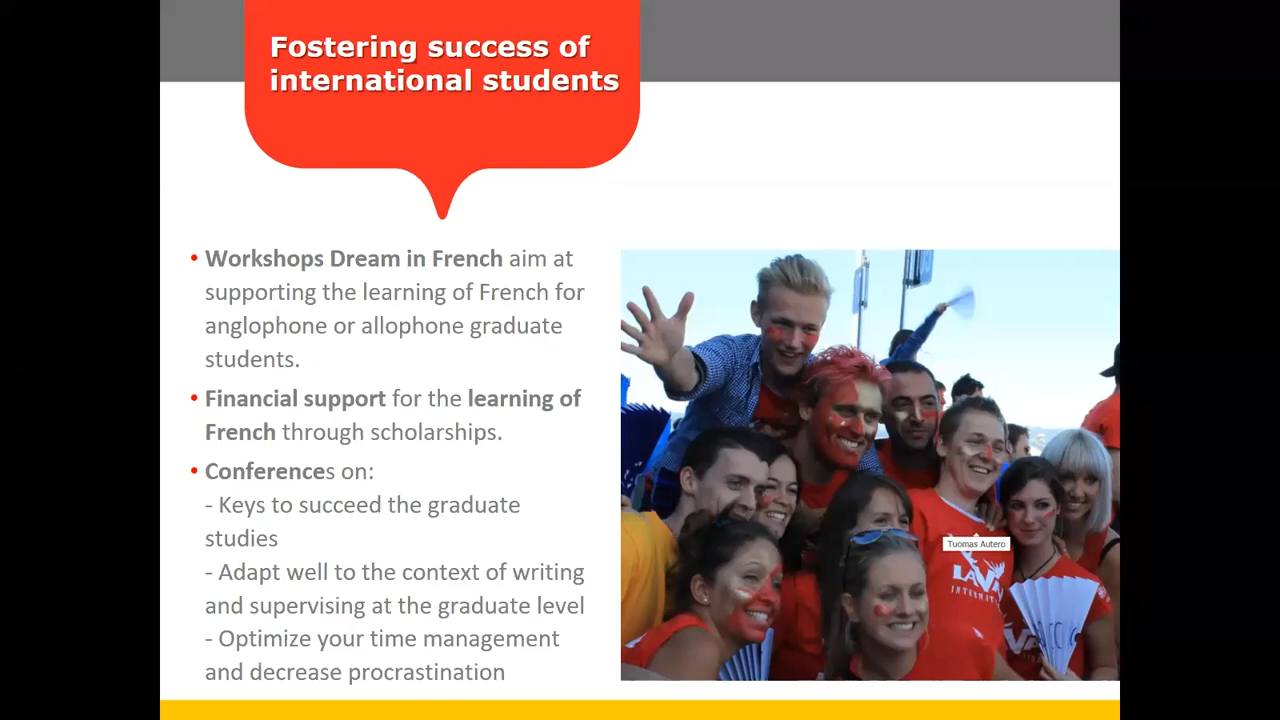 Fostering success of
international students
• Workshops Dream in French aim at
supporting the learning of French for
anglophone or allophone graduate
students.
• Financial support for the learning of
French through scholarships.
• Conferences on:
- Keys to succeed the graduate
studies
- Adapt well to the context of writing
and supervising at the graduate level
- Optimize your time management
and decrease procrastination
Tuomas Autero